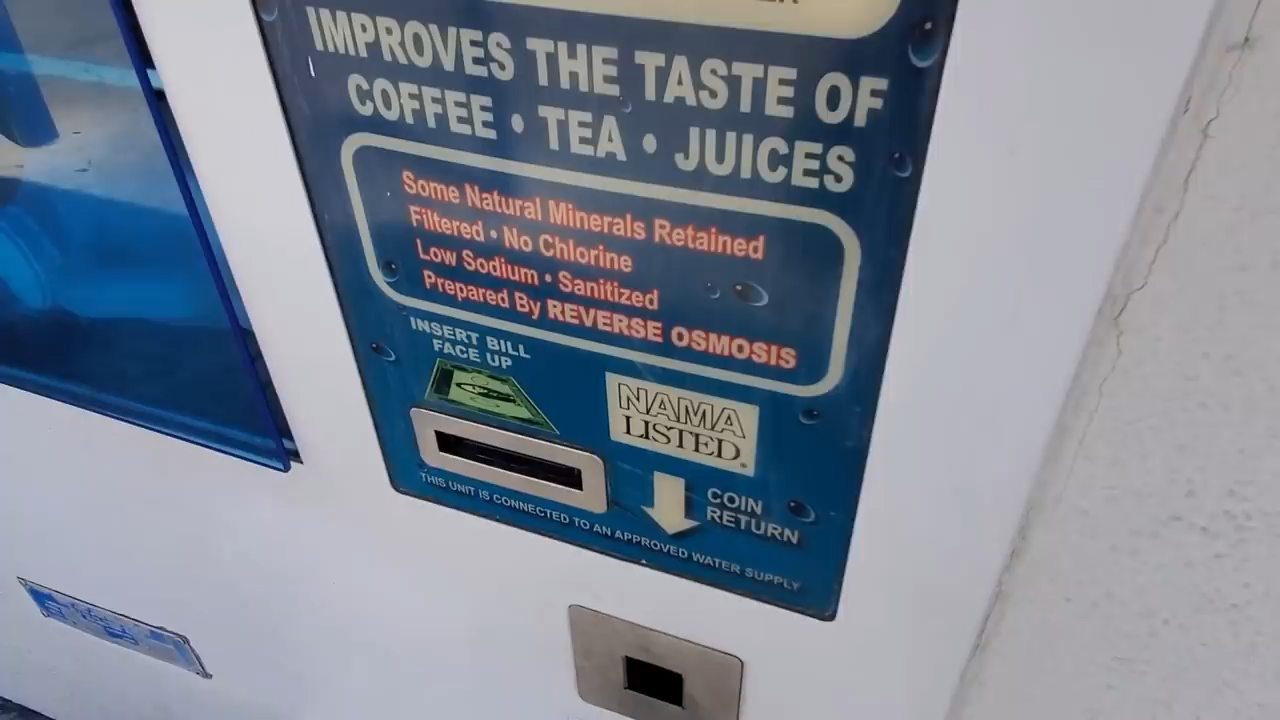 IMPROVES THE TASTE OF
COFFEE • TEA • JUICES
Some Natural Minerals Retained
Filtered • No Chlorine
Low Sodium • Sanitized
Prepared By REVERSE OSMOSIS
INSERT BILL
FACE UP
NAMA
LISTED
COIN
RETURN
THIS UNIT IS CONNECTED TO AN APPROVED WATER SUPPLY